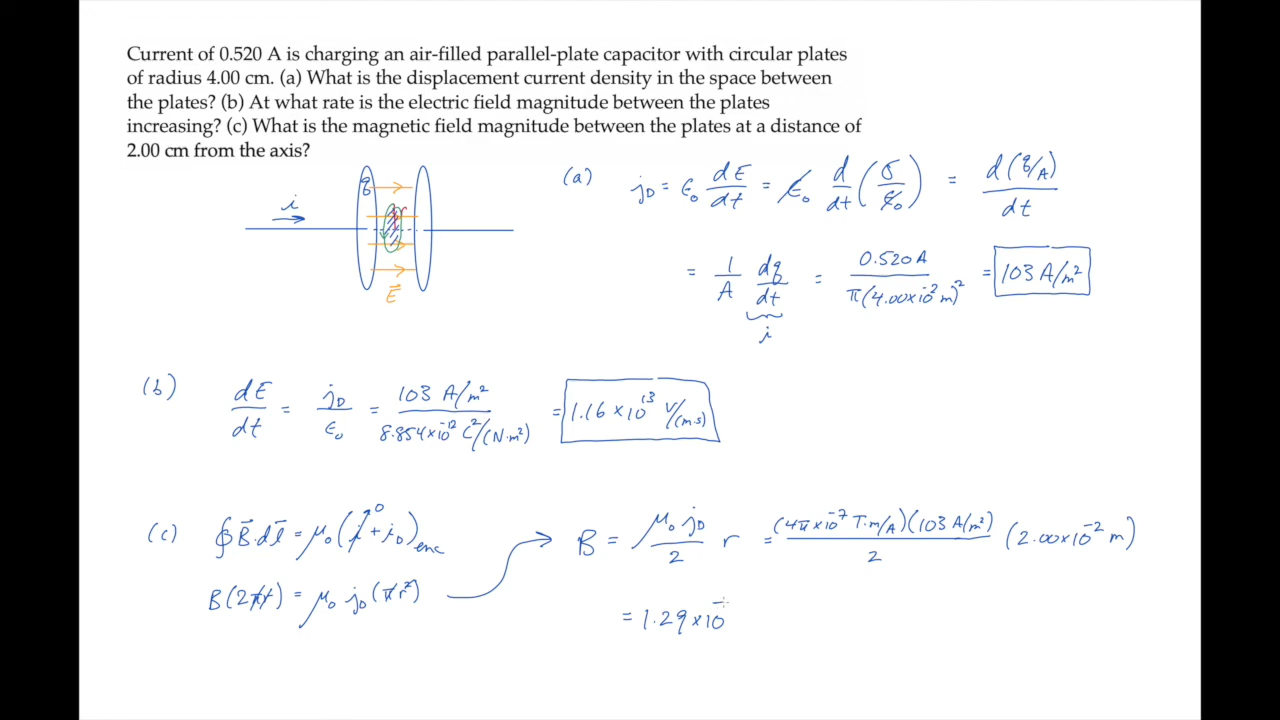 Current of 0.520 A is charging an air-filled parallel-plate capacitor with circular plates
of radius 4.00 cm. (a) What is the displacement current density in the space between
the plates? (b) At what rate is the electric field magnitude between the plates
increasing? (c) What is the magnetic field magnitude between the plates at a distance of
2.00 cm from the axis?
i
q
r
E⃗
(a) j_D = ε₀ dE/dt = ε₀ d/dt (σ/ε₀) = d(q/A)/dt
= 1/A dq/dt = 0.520A / π(4.00×10⁻² m)² = 103 A/m²
i
(b) dE/dt = j_D/ε₀ = 103 A/m² / 8.854×10⁻¹² C²/(N·m²) = 1.16×10¹³ V/(m·s)
(c) ∮B⃗·dl⃗ = μ₀(i + i_D)enc 0
B(2πr) = μ₀ j_D(πr²)
B = μ₀ j_D/2 r = (4π×10⁻⁷ T·m/A)(103 A/m²)/2 (2.00×10⁻² m)
= 1.29×10⁻